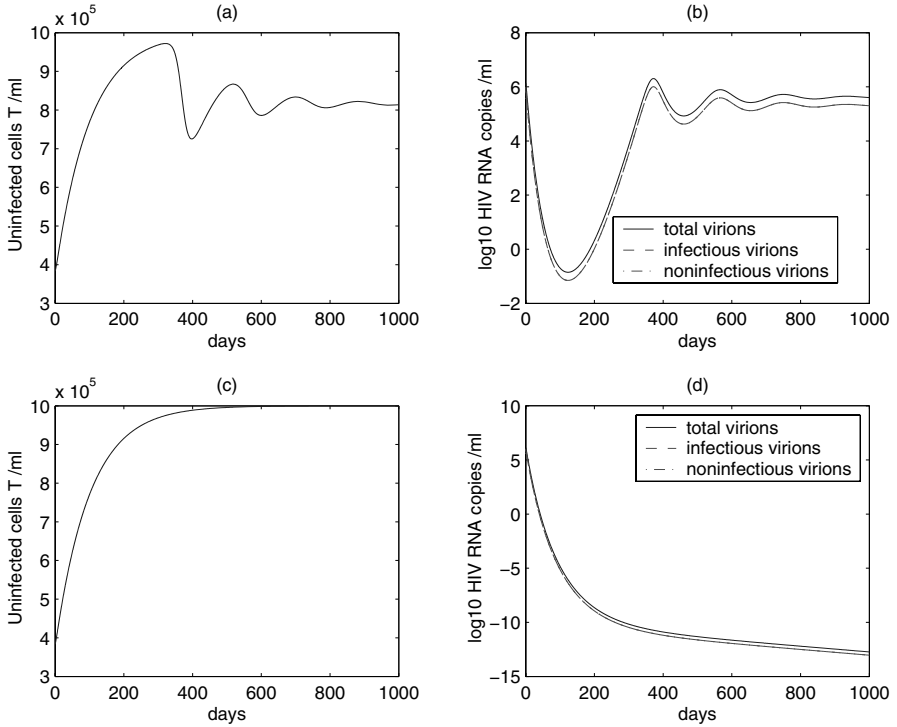 (a)
x 10^5
Uninfected cells T /ml
10
9
8
7
6
5
4
3
0 200 400 600 800 1000
days
(b)
log10 HIV RNA copies /ml
8
6
4
2
0
−2
total virions
infectious virions
noninfectious virions
0 200 400 600 800 1000
days
(c)
x 10^5
Uninfected cells T /ml
10
9
8
7
6
5
4
3
0 200 400 600 800 1000
days
(d)
log10 HIV RNA copies /ml
10
5
0
−5
−10
−15
total virions
infectious virions
noninfectious virions
0 200 400 600 800 1000
days